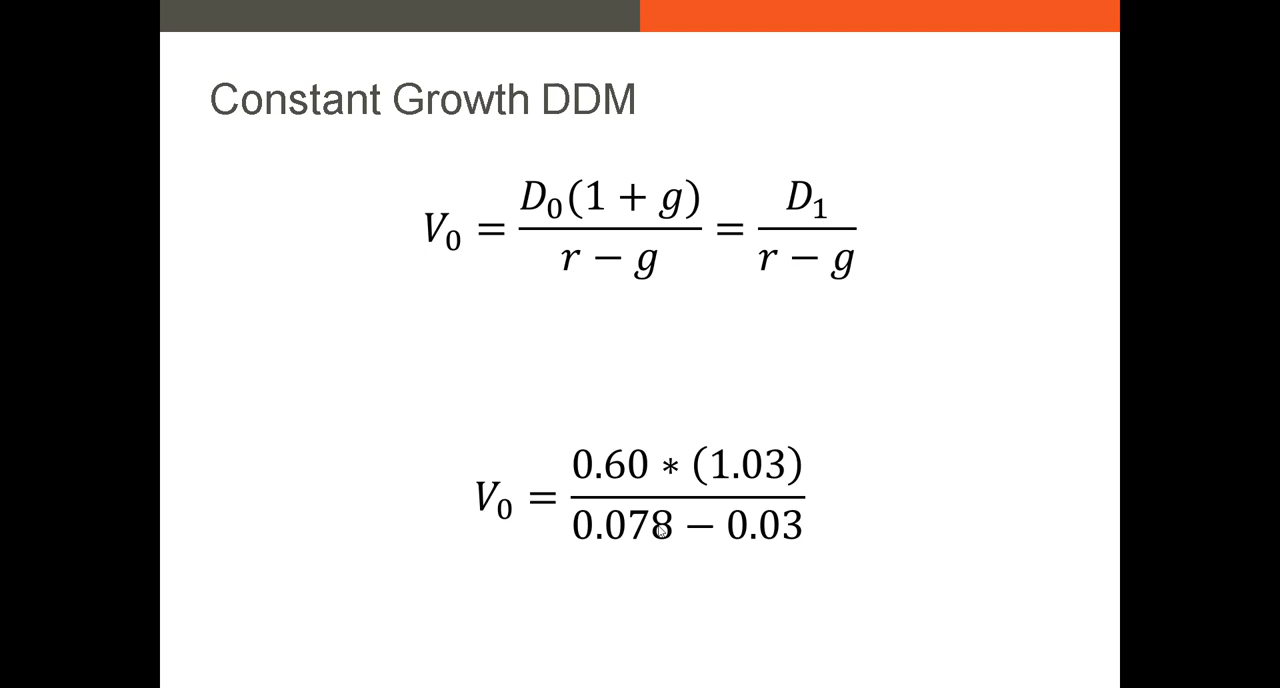 Constant Growth DDM
V₀ = D₀(1 + g) / r − g = D₁ / r − g
V₀ = 0.60 ∗ (1.03) / 0.078 − 0.03